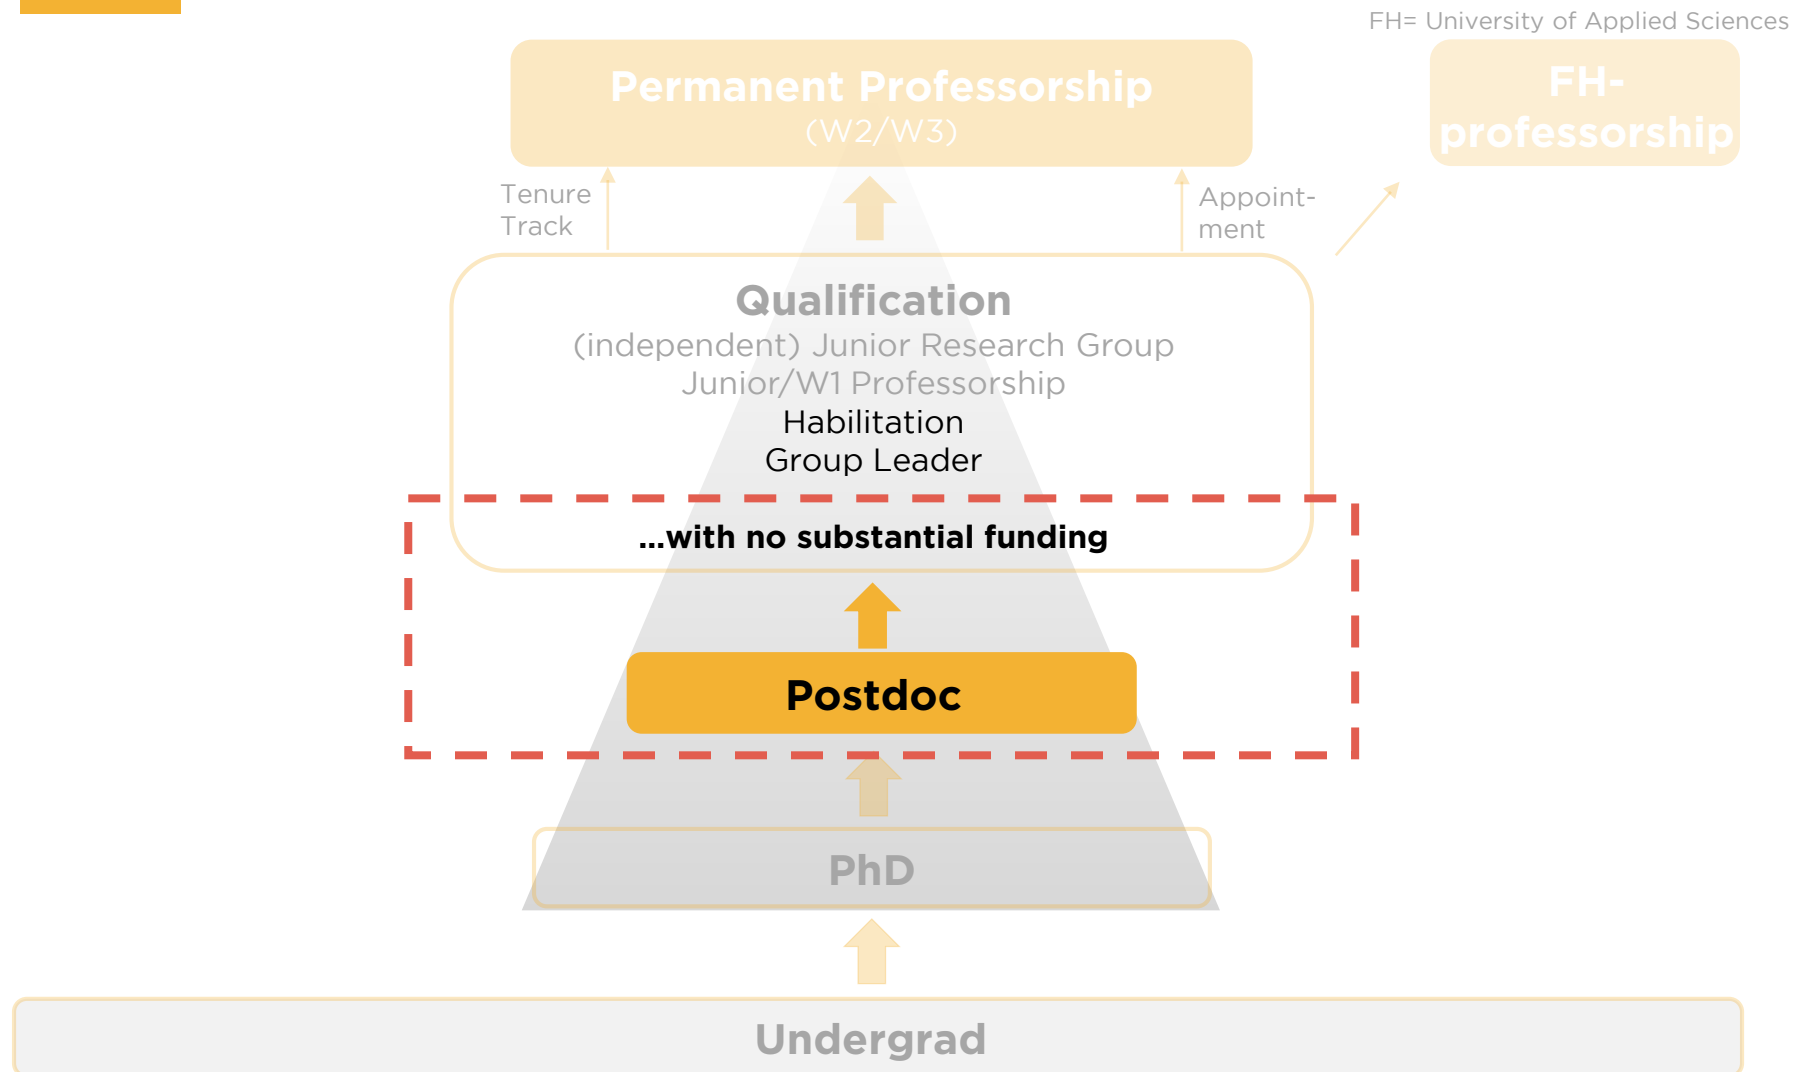 FH= University of Applied Sciences
Permanent Professorship
(W2/W3)
FH-
professorship
Tenure
Track
Appoint-
ment
Qualification
(independent) Junior Research Group
Junior/W1 Professorship
Habilitation
Group Leader
...with no substantial funding
Postdoc
PhD
Undergrad